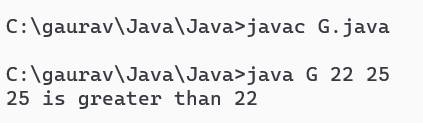 C:\gaurav\Java\Java>javac G.java
C:\gaurav\Java\Java>java G 22 25
25 is greater than 22